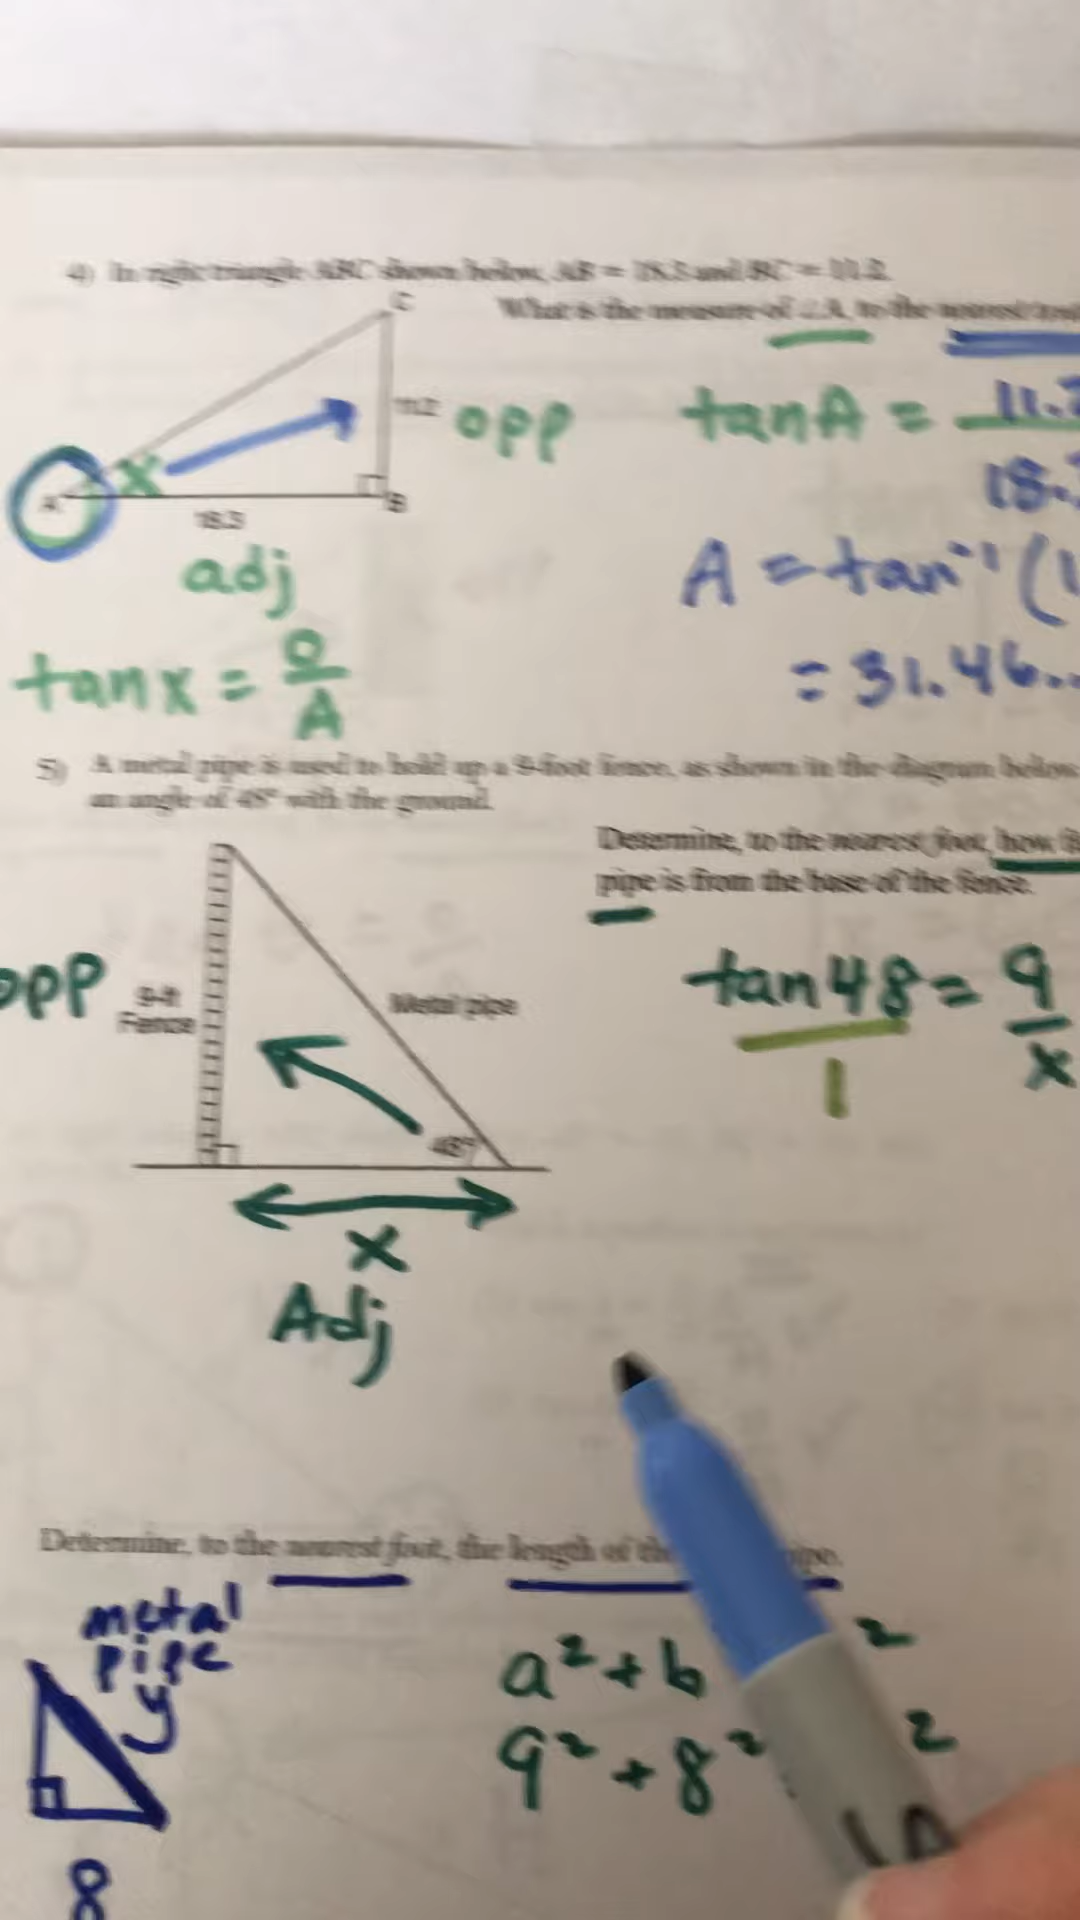 4) In right triangle ABC shown below, AB = 18.3 and BC = 11.2.
What is the measure of ∠A, to the nearest
C
11.2
opp
tanA = 11.
18.
A
x
B
18.3
adj
A = tan⁻¹(1
= 31.46...
tanx = O
A
5) A metal pipe is used to hold up a 9-foot fence, as shown in the diagram below
an angle of 48° with the ground.
Determine, to the nearest foot, how
pipe is from the base of the fence.
opp
9-ft
Fence
Metal pipe
tan48 = 9
1 x
48°
x
Adj
Determine, to the nearest foot, the length of
metal
pipe
y
a² + b ²
9² + 8² ²
8